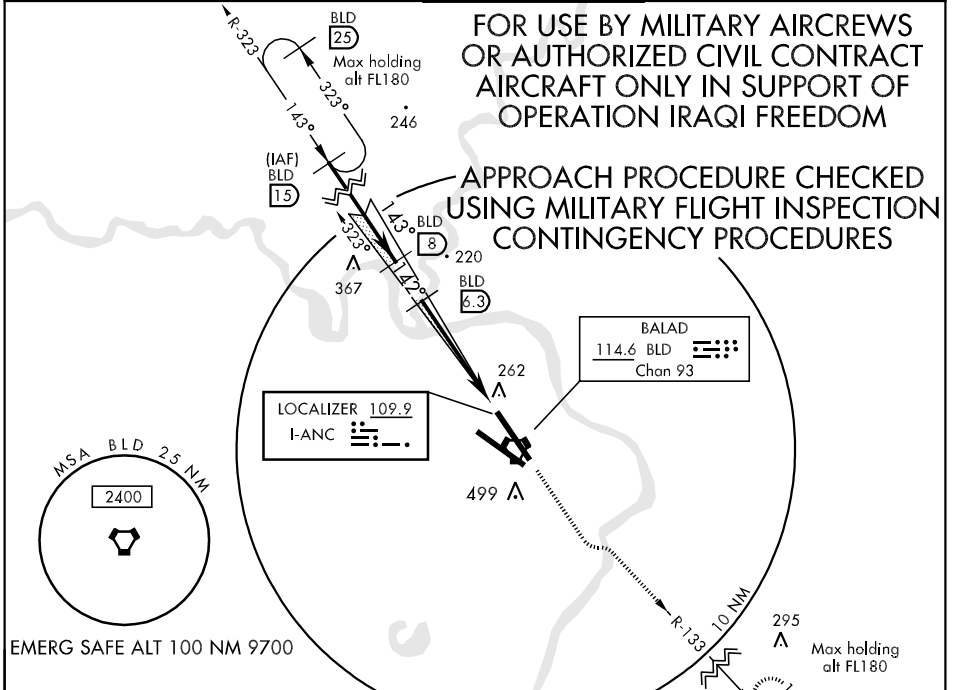 FOR USE BY MILITARY AIRCREWS
OR AUTHORIZED CIVIL CONTRACT
AIRCRAFT ONLY IN SUPPORT OF
OPERATION IRAQI FREEDOM
APPROACH PROCEDURE CHECKED
USING MILITARY FLIGHT INSPECTION
CONTINGENCY PROCEDURES
R-323
BLD
25
Max holding
alt FL180
323°
143°
246
(IAF)
BLD
15
143°
323°
BLD
8
220
142°
367
BLD
6.3
BALAD
114.6 BLD
Chan 93
262
LOCALIZER 109.9
I-ANC
499
MSA BLD 25 NM
2400
EMERG SAFE ALT 100 NM 9700
R-133
10 NM
295
Max holding
alt FL180